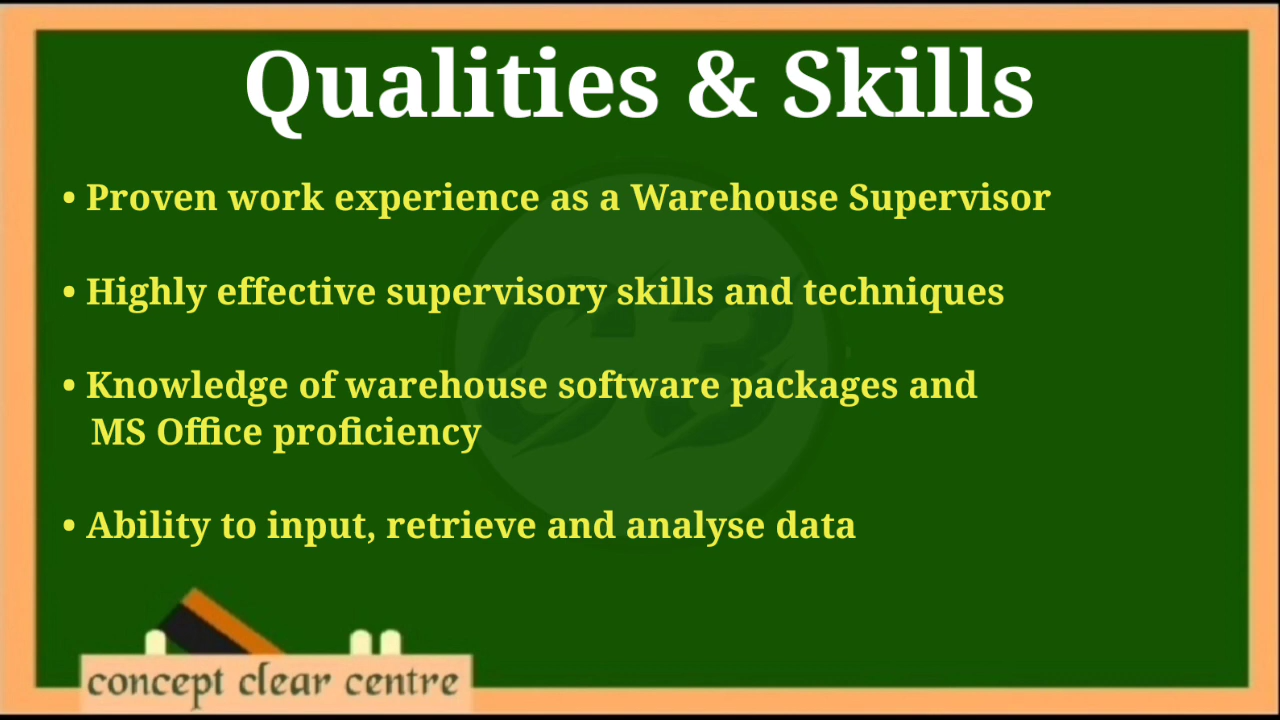 Qualities & Skills
• Proven work experience as a Warehouse Supervisor
• Highly effective supervisory skills and techniques
• Knowledge of warehouse software packages and
MS Office proficiency
• Ability to input, retrieve and analyse data
C3
concept clear centre